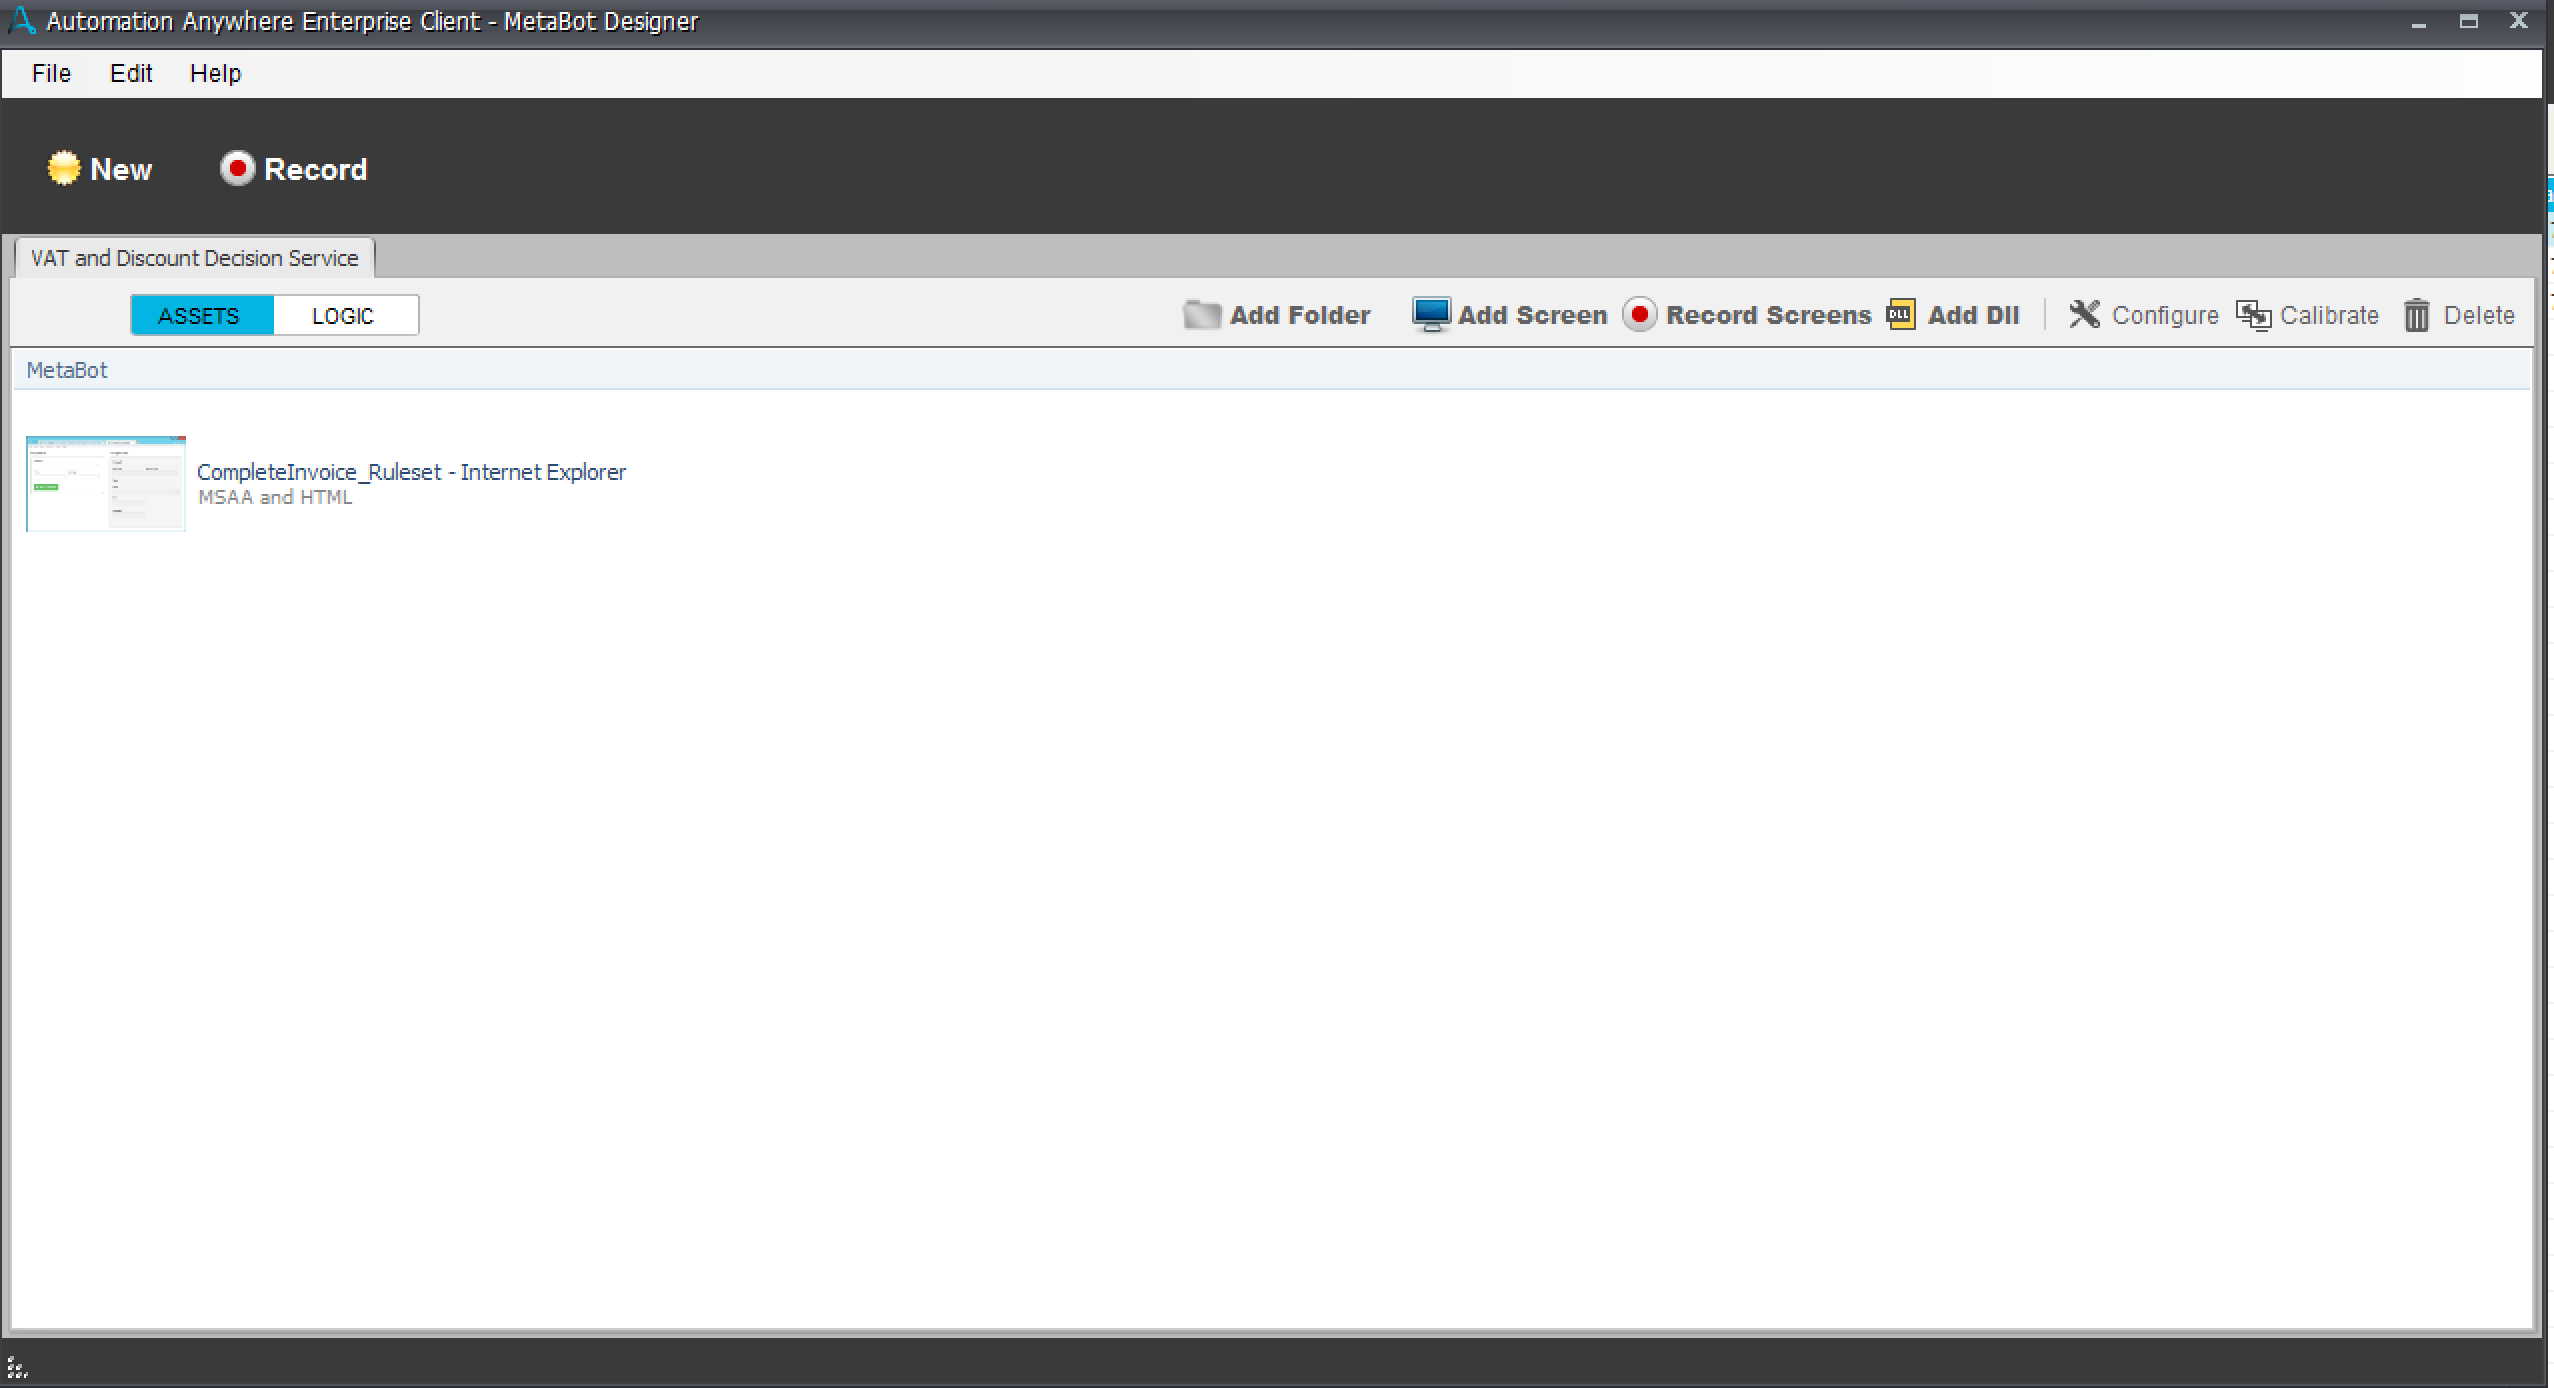 Automation Anywhere Enterprise Client - MetaBot Designer
File Edit Help
New Record
VAT and Discount Decision Service
ASSETS LOGIC Add Folder Add Screen Record Screens DLL Add Dll Configure Calibrate Delete
MetaBot
CompleteInvoice_Ruleset - Internet Explorer
MSAA and HTML